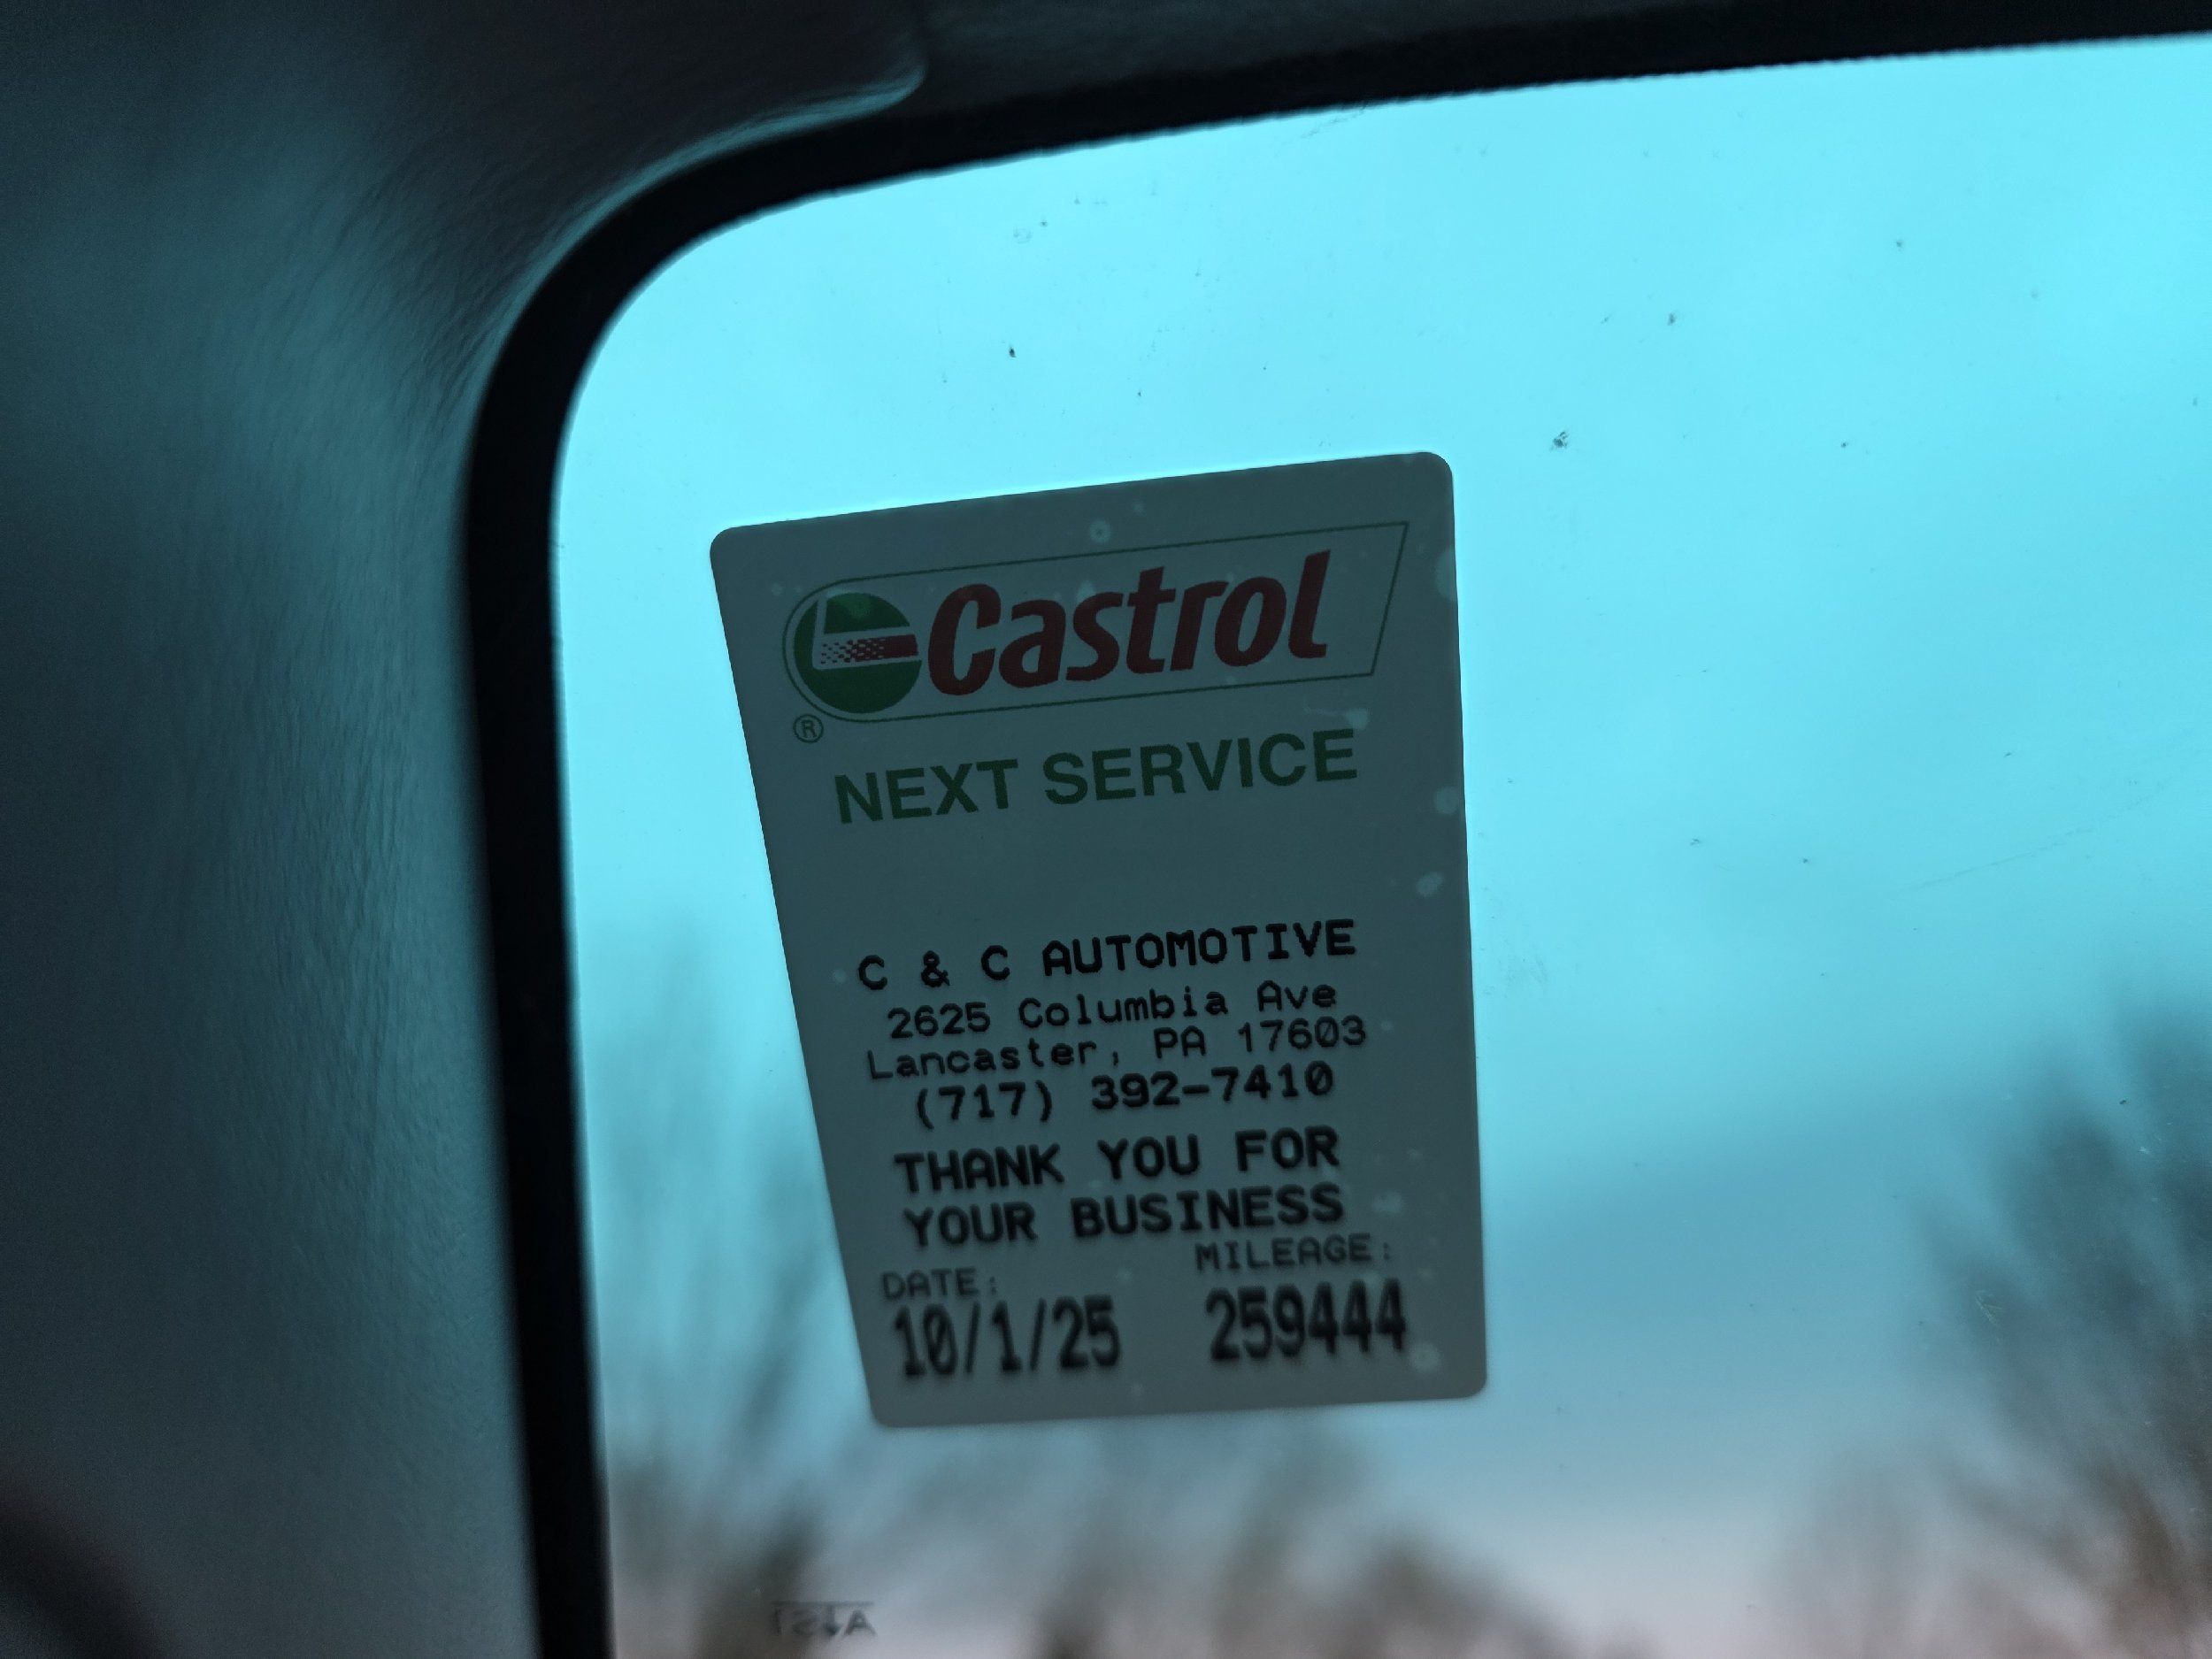 Castrol
®
NEXT SERVICE
C & C AUTOMOTIVE
2625 Columbia Ave
Lancaster, PA 17603
(717) 392-7410
THANK YOU FOR
YOUR BUSINESS
DATE: MILEAGE:
10/1/25 259444